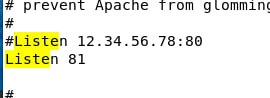 # prevent Apache from glomming
#
#Listen 12.34.56.78:80
Listen 81
#